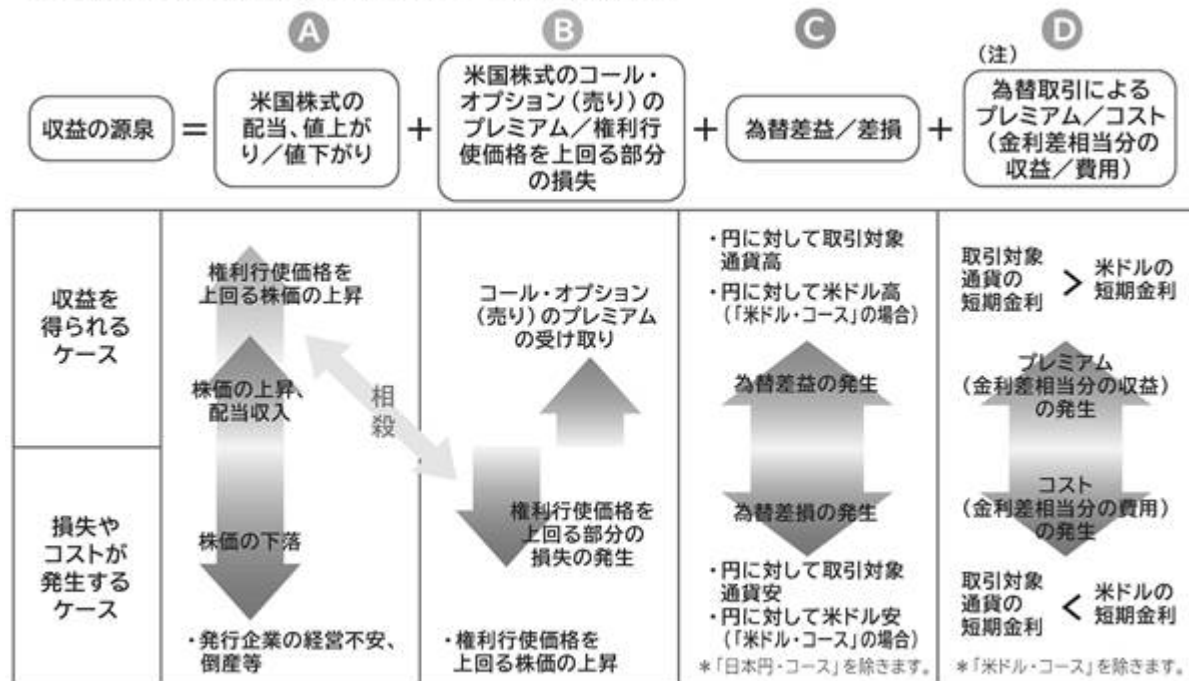 A
B
C
D
(注)
収益の源泉
=
米国株式の
配当、値上が
り/値下がり
+
米国株式のコール・
オプション(売り)の
プレミアム/権利行
使価格を上回る部分
の損失
+
為替差益/差損
+
為替取引による
プレミアム/コスト
(金利差相当分の
収益/費用)
収益を
得られる
ケース
権利行使価格を
上回る株価の上昇
株価の上昇、
配当収入
相殺
コール・オプション
(売り)のプレミアム
の受け取り
・円に対して取引対象
通貨高
・円に対して米ドル高
(「米ドル・コース」の場合)
為替差益の発生
取引対象
通貨の
短期金利
>
米ドルの
短期金利
プレミアム
(金利差相当分の収益)
の発生
損失や
コストが
発生する
ケース
株価の下落
・発行企業の経営不安、
倒産等
権利行使価格を
上回る部分の
損失の発生
・権利行使価格を
上回る株価の上昇
為替差損の発生
・円に対して取引対象
通貨安
・円に対して米ドル安
(「米ドル・コース」の場合)
*「日本円・コース」を除きます。
コスト
(金利差相当分の費用)
の発生
取引対象
通貨の
短期金利
<
米ドルの
短期金利
*「米ドル・コース」を除きます。